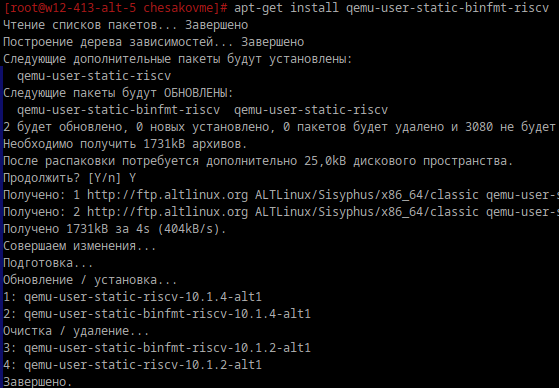 [root@w12-413-alt-5 chesakovme]# apt-get install qemu-user-static-binfmt-riscv
Чтение списков пакетов... Завершено
Построение дерева зависимостей... Завершено
Следующие дополнительные пакеты будут установлены:
qemu-user-static-riscv
Следующие пакеты будут ОБНОВЛЕНЫ:
qemu-user-static-binfmt-riscv qemu-user-static-riscv
2 будет обновлено, 0 новых установлено, 0 пакетов будет удалено и 3080 не будет
Необходимо получить 1731kB архивов.
После распаковки потребуется дополнительно 25,0kB дискового пространства.
Продолжить? [Y/n] Y
Получено: 1 http://ftp.altlinux.org ALTLinux/Sisyphus/x86_64/classic qemu-user-s
Получено: 2 http://ftp.altlinux.org ALTLinux/Sisyphus/x86_64/classic qemu-user-s
Получено 1731kB за 4s (404kB/s).
Совершаем изменения...
Подготовка...
Обновление / установка...
1: qemu-user-static-riscv-10.1.4-alt1
2: qemu-user-static-binfmt-riscv-10.1.4-alt1
Очистка / удаление...
3: qemu-user-static-binfmt-riscv-10.1.2-alt1
4: qemu-user-static-riscv-10.1.2-alt1
Завершено.